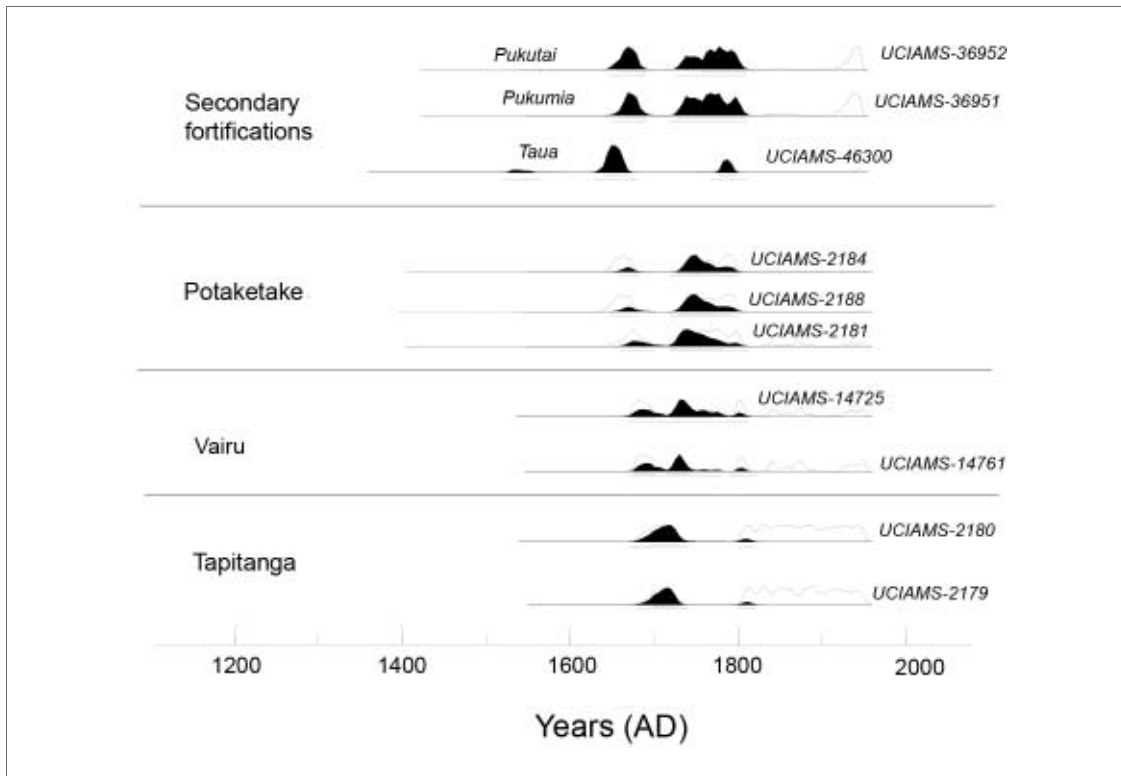 Pukutai UCIAMS-36952
Secondary fortifications
Pukumia UCIAMS-36951
Taua UCIAMS-46300
Potaketake
UCIAMS-2184
UCIAMS-2188
UCIAMS-2181
Vairu
UCIAMS-14725
UCIAMS-14761
Tapitanga
UCIAMS-2180
UCIAMS-2179
1200 1400 1600 1800 2000
Years (AD)